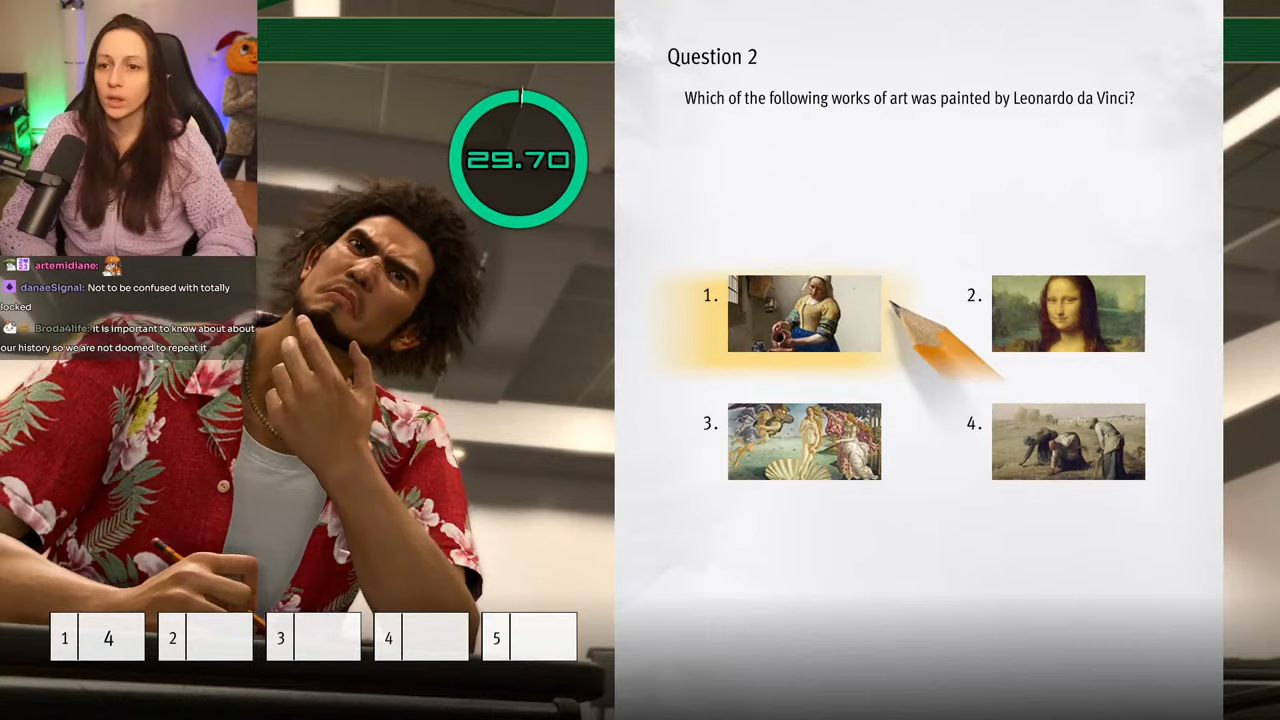 Question 2
Which of the following works of art was painted by Leonardo da Vinci?
29.70
1.
2.
3.
4.
artemidiane:
danaeSignal: Not to be confused with totally
locked
Broda4life: it is important to know about about
our history so we are not doomed to repeat it
1 4 2 3 4 5